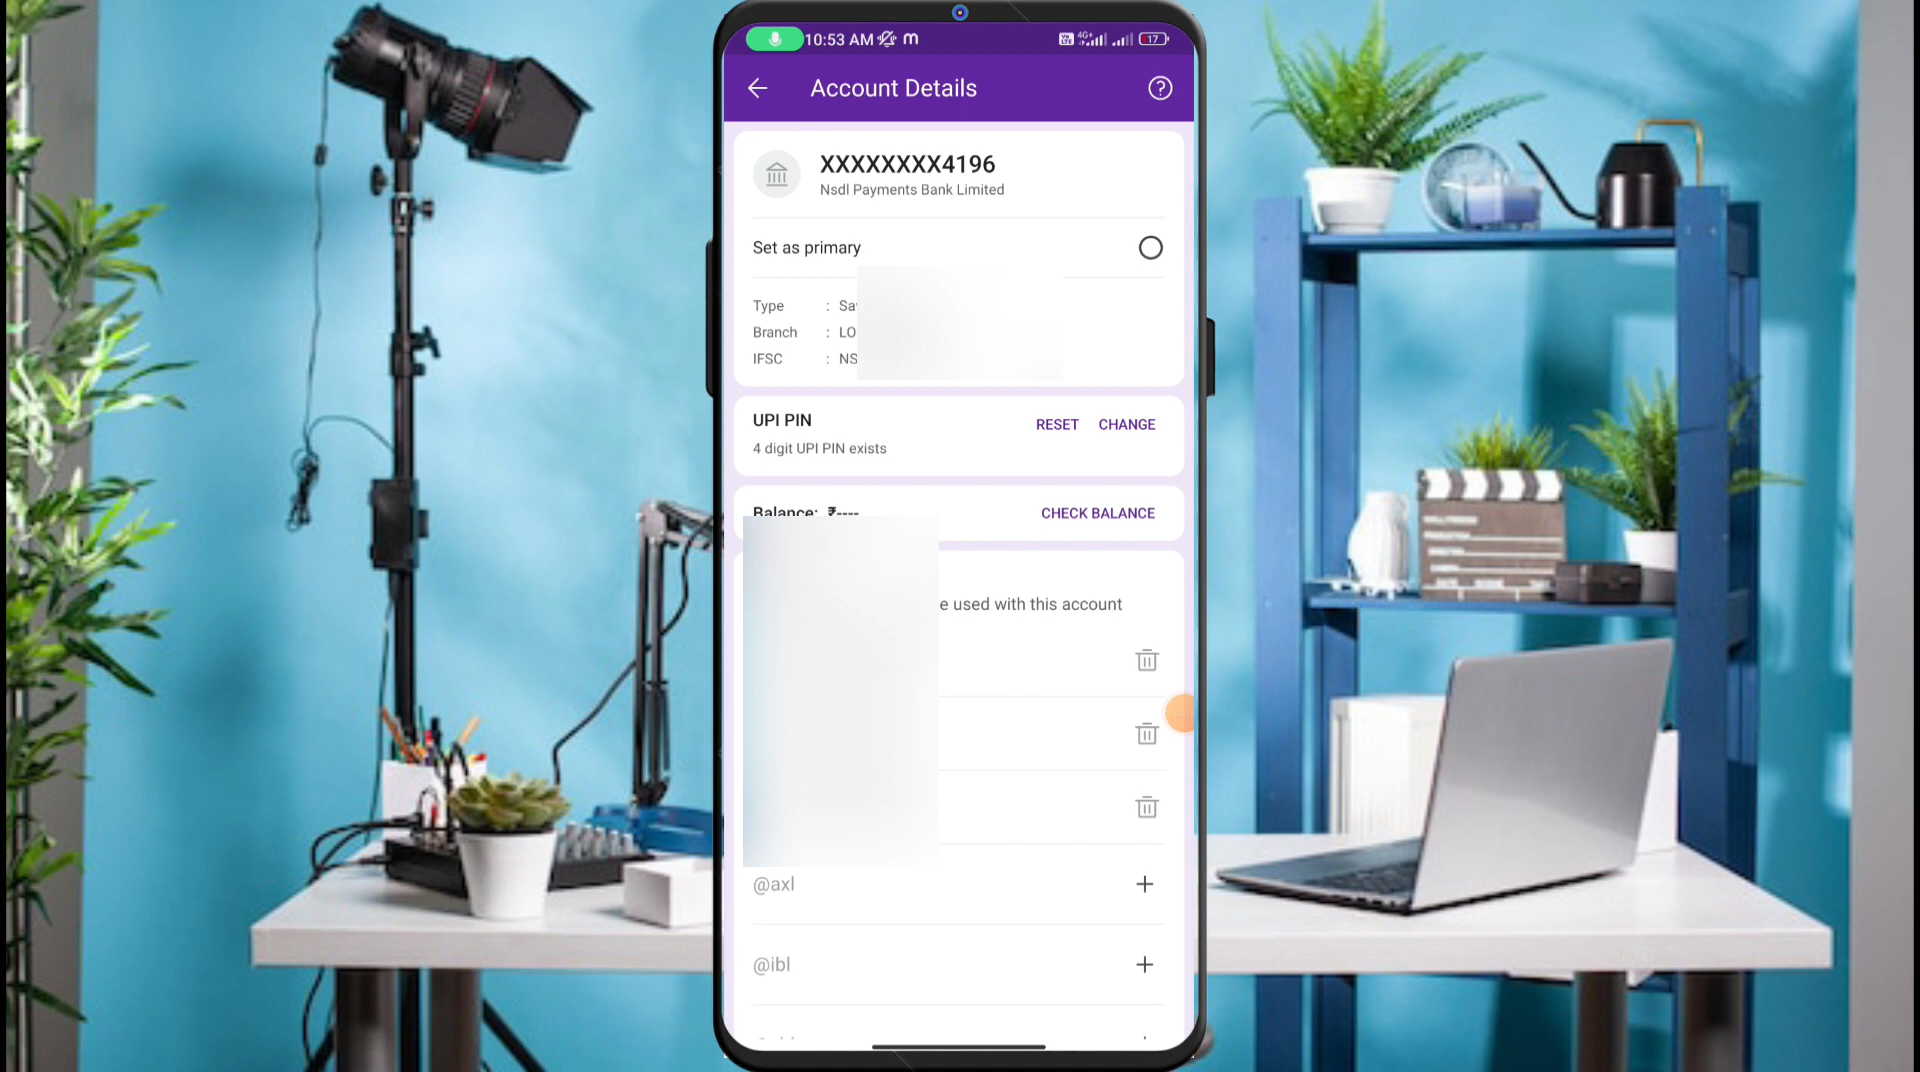 10:53 AM
17
Account Details
XXXXXXXX4196
Nsdl Payments Bank Limited
Set as primary
Type :
Branch : LO
IFSC : NS
UPI PIN
RESET CHANGE
4 digit UPI PIN exists
Balance: ₹----
CHECK BALANCE
e used with this account
@axl
@ibl